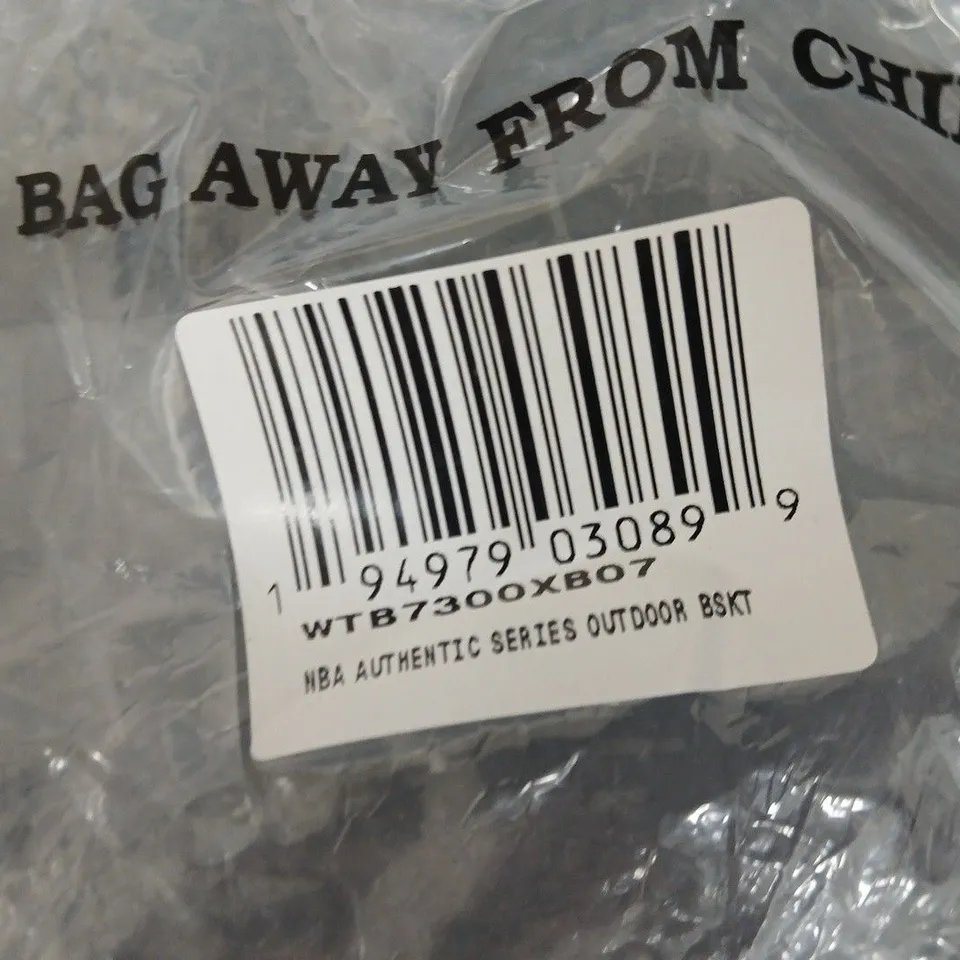 BAG AWAY FROM
1 94979 03089 9
WTB7300XB07
NBA AUTHENTIC SERIES OUTDOOR BSKT